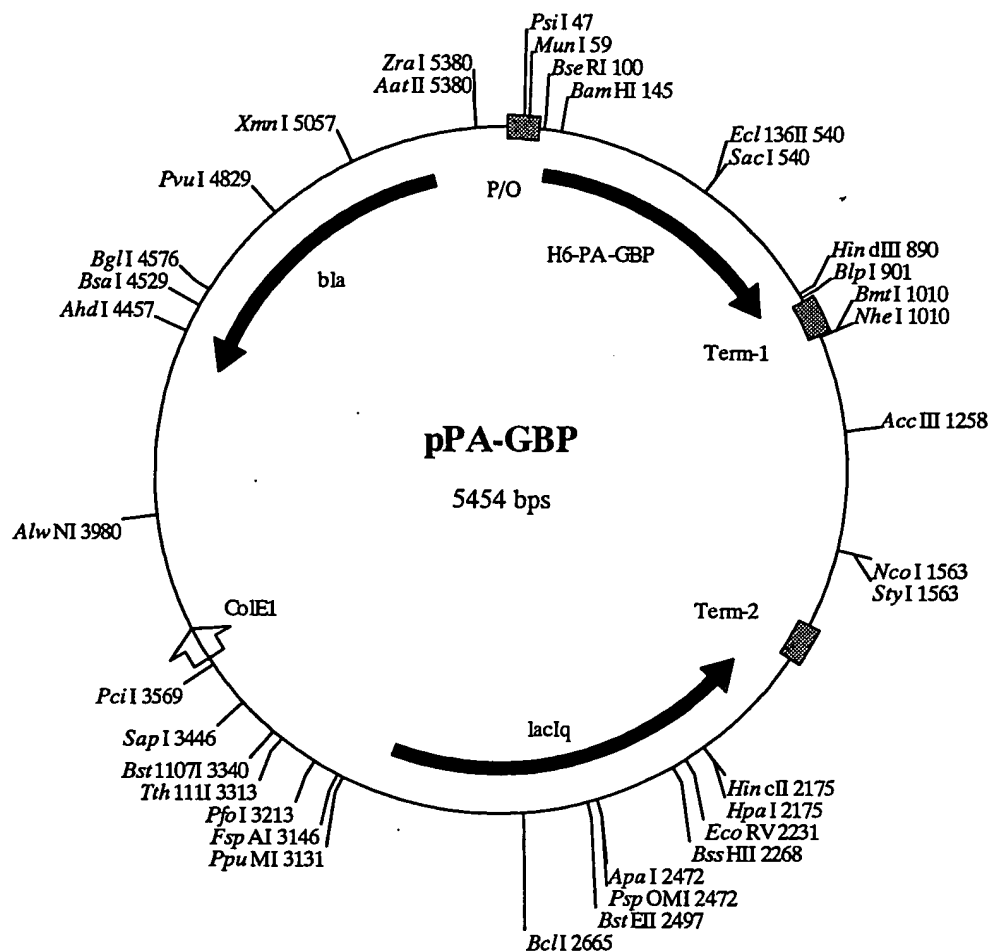 PsiI 47
MunI 59
BseRI 100
BamHI 145
ZraI 5380
AatII 5380
XmnI 5057
Ecl136II 540
SacI 540
PvuI 4829
P/O
H6-PA-GBP
HindIII 890
BlpI 901
BmtI 1010
NheI 1010
BglI 4576
BsaI 4529
AhdI 4457
bla
Term-1
AccIII 1258
pPA-GBP
5454 bps
AlwNI 3980
NcoI 1563
StyI 1563
ColE1
Term-2
PciI 3569
SapI 3446
lacIq
Bst1107I 3340
Tth111I 3313
PfoI 3213
FspAI 3146
PpuMI 3131
HincII 2175
HpaI 2175
EcoRV 2231
BssHII 2268
ApaI 2472
PspOMI 2472
BstEII 2497
BclI 2665